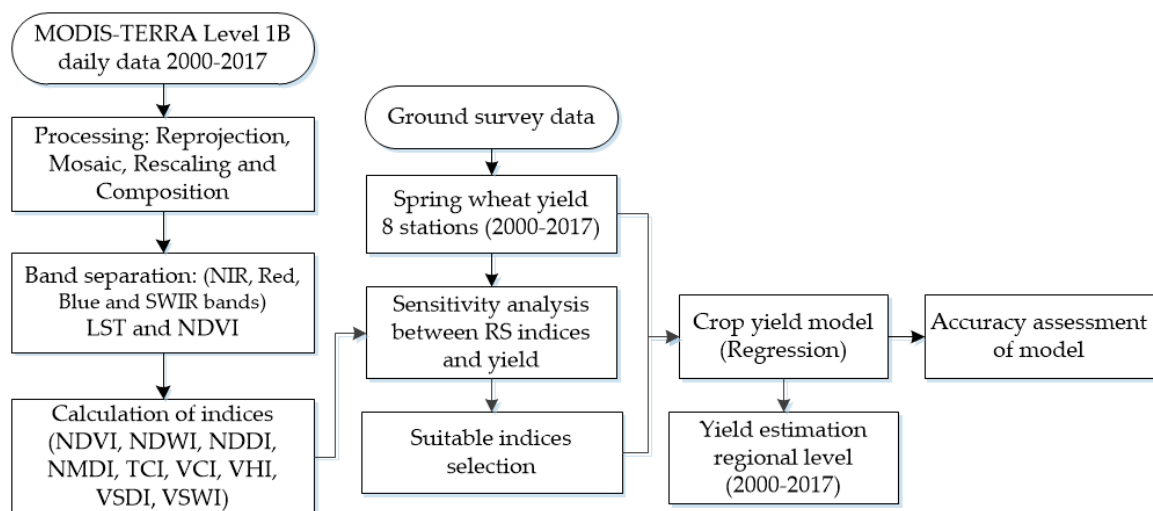 MODIS-TERRA Level 1B
daily data 2000-2017
Processing: Reprojection,
Mosaic, Rescaling and
Composition
Band separation: (NIR, Red,
Blue and SWIR bands)
LST and NDVI
Calculation of indices
(NDVI, NDWI, NDDI,
NMDI, TCI, VCI, VHI,
VSDI, VSWI)
Ground survey data
Spring wheat yield
8 stations (2000-2017)
Sensitivity analysis
between RS indices
and yield
Suitable indices
selection
Crop yield model
(Regression)
Yield estimation
regional level
(2000-2017)
Accuracy assessment
of model